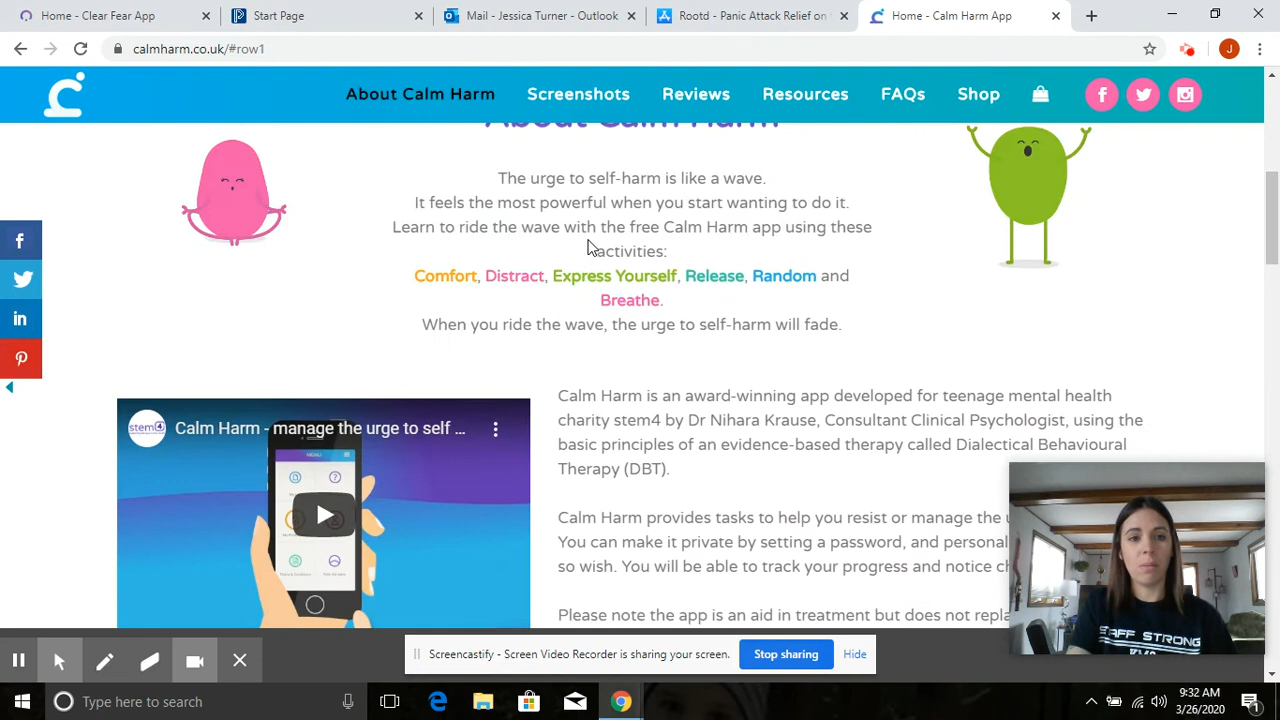 Home - Clear Fear App
Start Page
Mail - Jessica Turner - Outlook
Rootd - Panic Attack Relief on
Home - Calm Harm App
calmharm.co.uk/#row1
J
About Calm Harm
Screenshots
Reviews
Resources
FAQs
Shop
About Calm Harm
The urge to self-harm is like a wave.
It feels the most powerful when you start wanting to do it.
Learn to ride the wave with the free Calm Harm app using these
activities:
Comfort, Distract, Express Yourself, Release, Random and
Breathe.
When you ride the wave, the urge to self-harm will fade.
stem4
Calm Harm - manage the urge to self ...
MENU
Calm Harm is an award-winning app developed for teenage mental health
charity stem4 by Dr Nihara Krause, Consultant Clinical Psychologist, using the
basic principles of an evidence-based therapy called Dialectical Behavioural
Therapy (DBT).
Calm Harm provides tasks to help you resist or manage the
You can make it private by setting a password, and personal
so wish. You will be able to track your progress and notice
Please note the app is an aid in treatment but does not
STAFF STRONG
Screencastify - Screen Video Recorder is sharing your screen.
Stop sharing
Hide
Type here to search
9:32 AM
3/26/2020